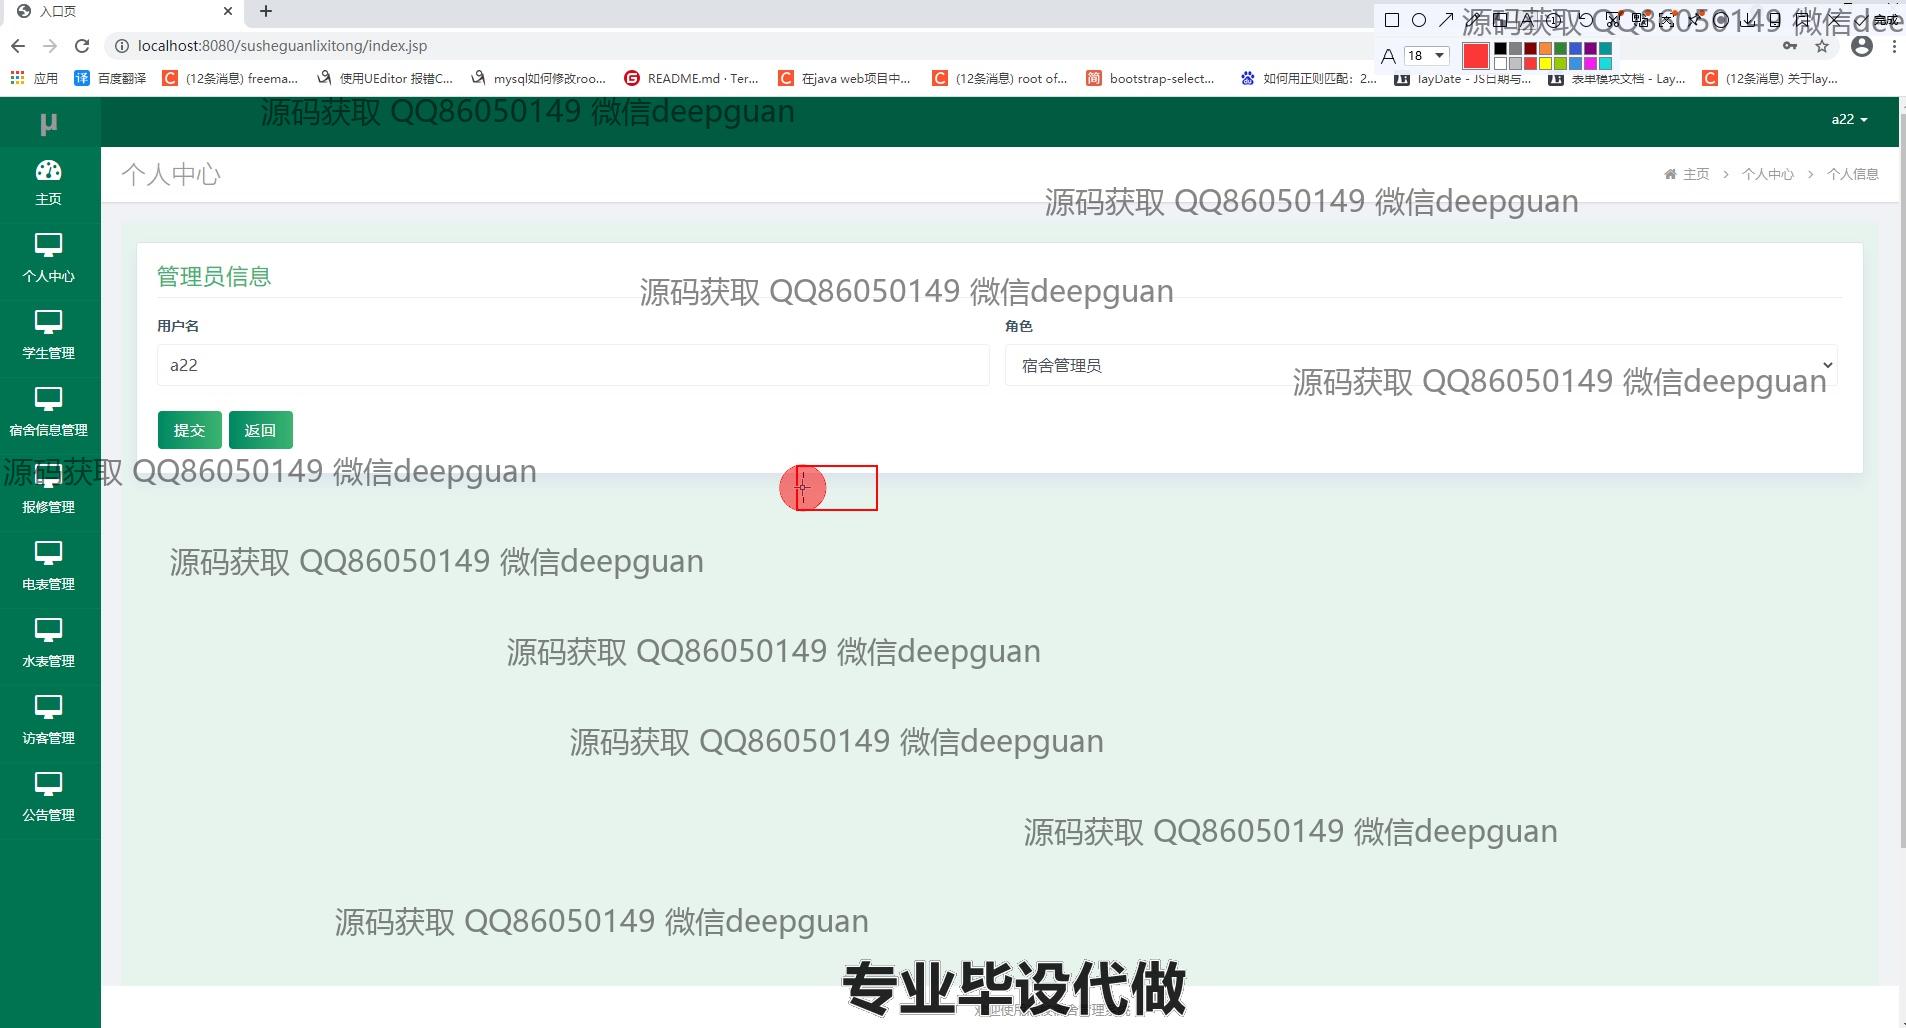 入口页
localhost:8080/susheguanlixitong/index.jsp
18
应用
百度翻译
(12条消息) freema...
使用UEditor 报错C...
mysql如何修改roo...
README.md · Ter...
在java web项目中...
(12条消息) root of...
bootstrap-select...
如何用正则匹配：2...
layDate - JS日期与...
表单模块文档 - Lay...
(12条消息) 关于lay...
源码获取 QQ86050149 微信deepguan
a22
个人中心
主页 > 个人中心 > 个人信息
源码获取 QQ86050149 微信deepguan
主页
个人中心
学生管理
宿舍信息管理
报修管理
电表管理
水表管理
访客管理
公告管理
管理员信息
源码获取 QQ86050149 微信deepguan
用户名
角色
a22
宿舍管理员
源码获取 QQ86050149 微信deepguan
提交
返回
源码获取 QQ86050149 微信deepguan
源码获取 QQ86050149 微信deepguan
源码获取 QQ86050149 微信deepguan
源码获取 QQ86050149 微信deepguan
源码获取 QQ86050149 微信deepguan
源码获取 QQ86050149 微信deepguan
专业毕设代做